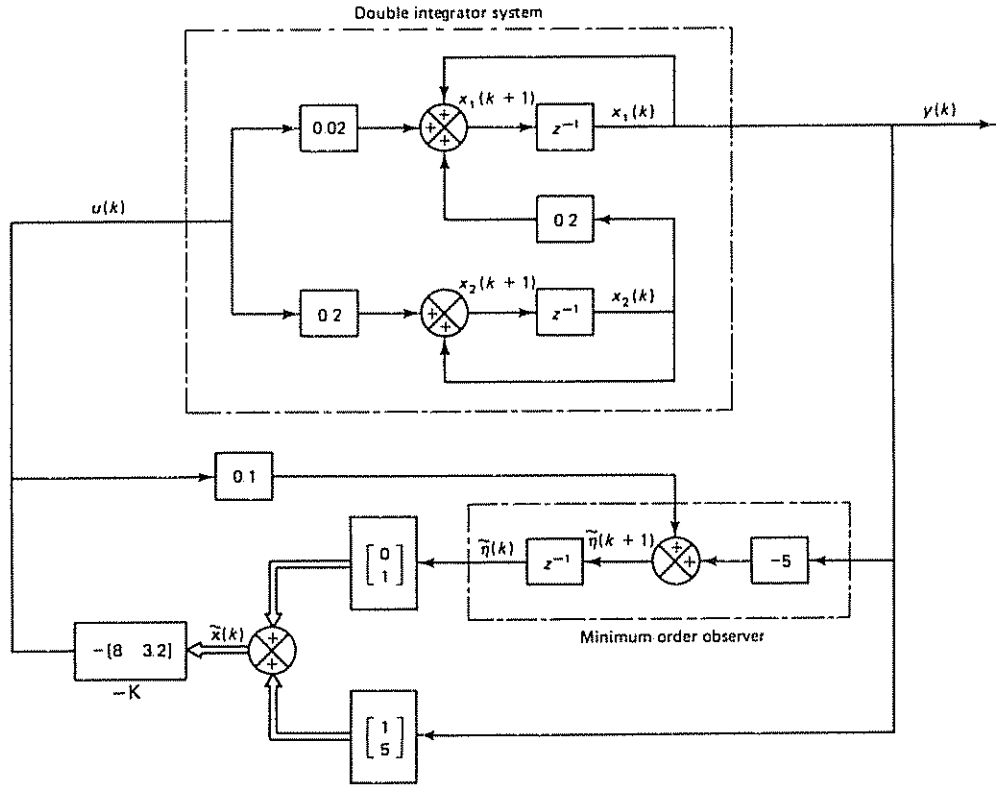 Double integrator system
x₁(k + 1)
x₁(k)
y(k)
0.02
+
+
+
z⁻¹
u(k)
0 2
x₂(k + 1)
x₂(k)
0 2
+
+
z⁻¹
0 1
η̃(k)
η̃(k + 1)
[0
1]
z⁻¹
+
+
-5
Minimum order observer
x̃(k)
+
+
-[8 3.2]
-K
[1
5]